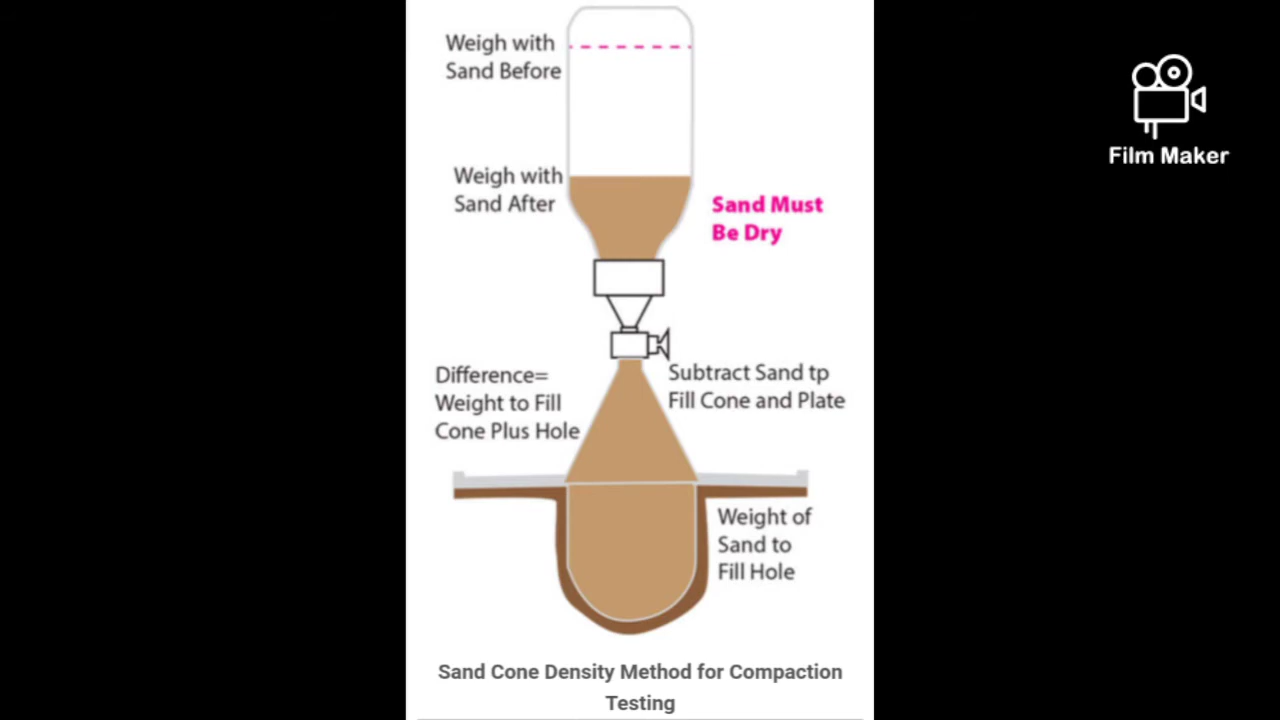 Weigh with
Sand Before
Film Maker
Weigh with
Sand After
Sand Must
Be Dry
Difference=
Weight to Fill
Cone Plus Hole
Subtract Sand tp
Fill Cone and Plate
Weight of
Sand to
Fill Hole
Sand Cone Density Method for Compaction
Testing